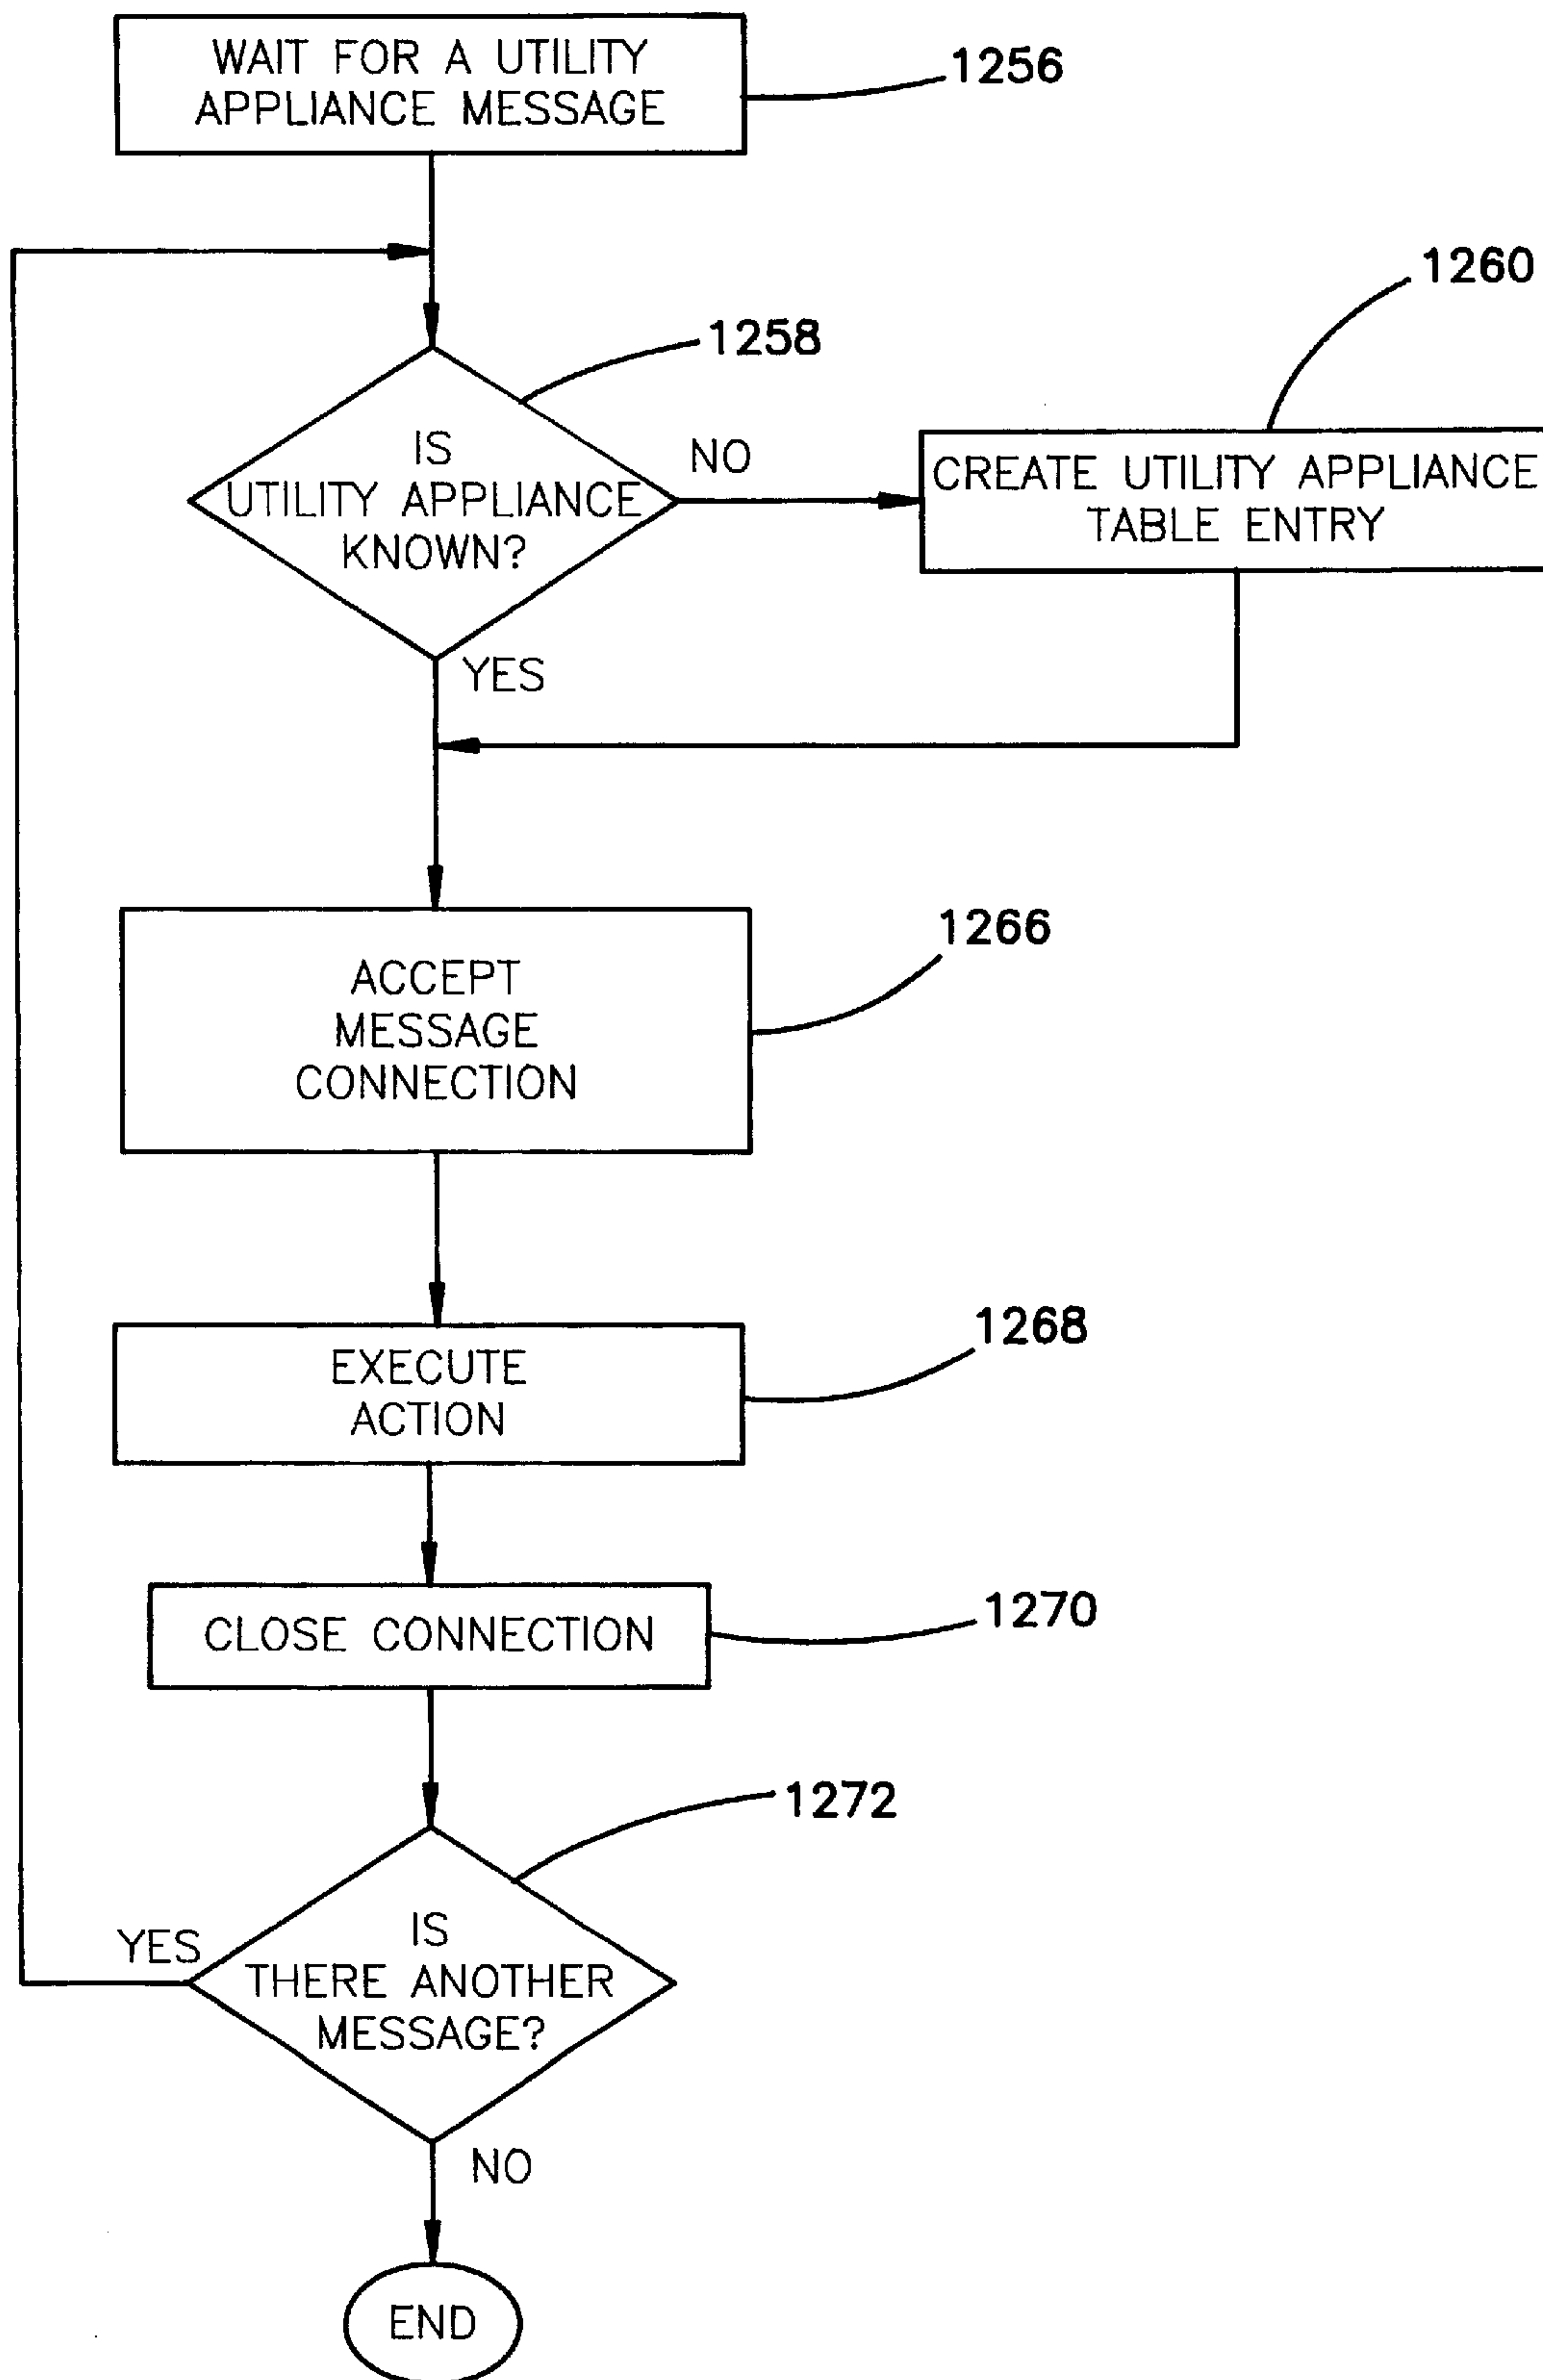 WAIT FOR A UTILITY
APPLIANCE MESSAGE
1256
1258
1260
IS
UTILITY APPLIANCE
KNOWN?
NO
CREATE UTILITY APPLIANCE
TABLE ENTRY
YES
1266
ACCEPT
MESSAGE
CONNECTION
1268
EXECUTE
ACTION
1270
CLOSE CONNECTION
1272
YES
IS
THERE ANOTHER
MESSAGE?
NO
END